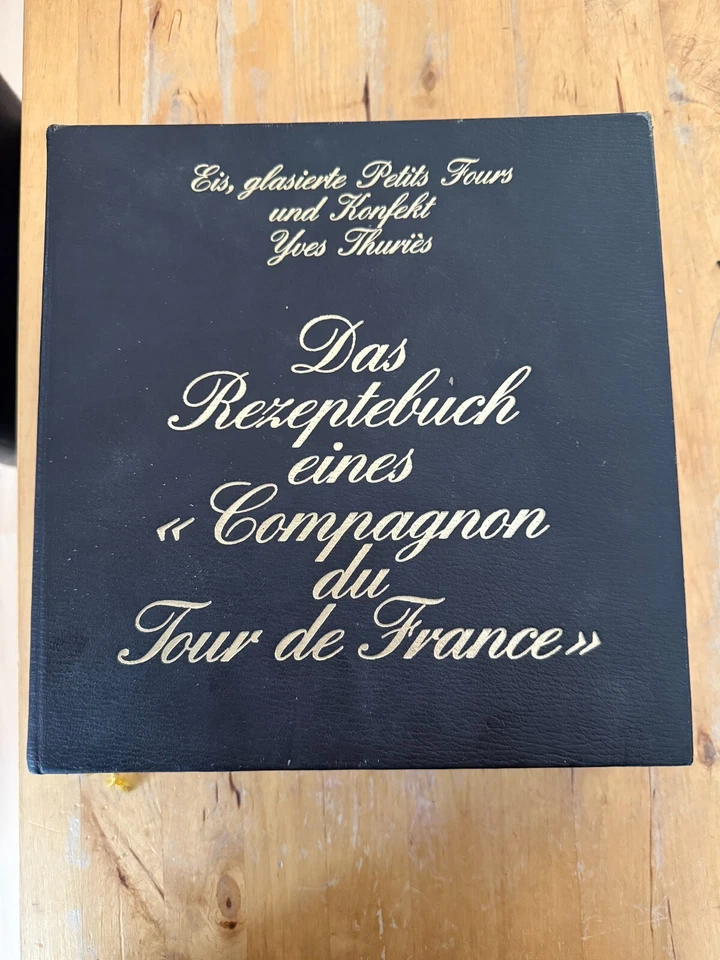 Eis, glasierte Petits Fours
und Konfekt
Yves Thuriès
Das
Rezeptebuch
eines
« Compagnon
du
Tour de France »